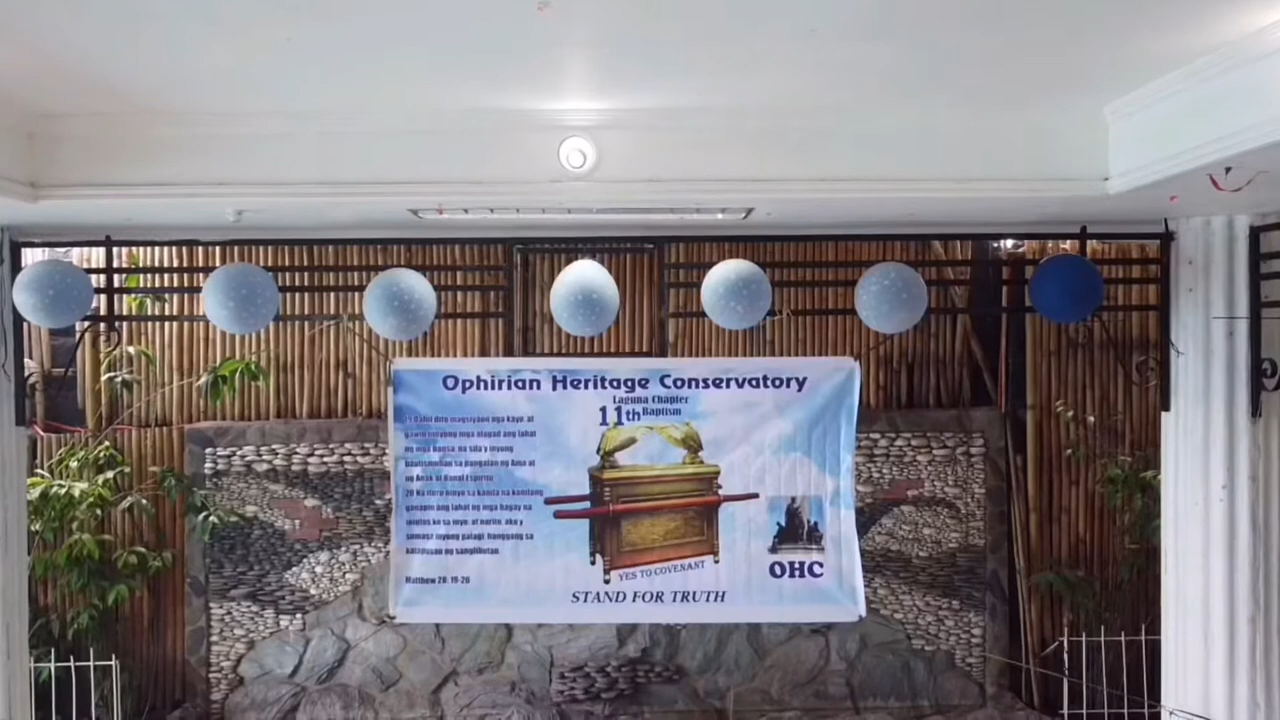 Ophirian Heritage Conservatory
Laguna Chapter
11th Baptism
19 Dahil dito magsiyaon nga kayo, at
gawin ninyong mga alagad ang lahat
ng mga bansa, na sila'y inyong
bautismuhan sa pangalan ng Ama at
ng Anak at Banal Espirito
20 Na ituro ninyo sa kanila na kanilang
ganapin ang lahat ng mga bagay na
iniutos ko sa inyo: at narito, ako'y
sumasa inyong palagi, hanggang sa
katapusan ng sanglibutan.
Matthew 28: 19-20
YES TO COVENANT
STAND FOR TRUTH
OHC